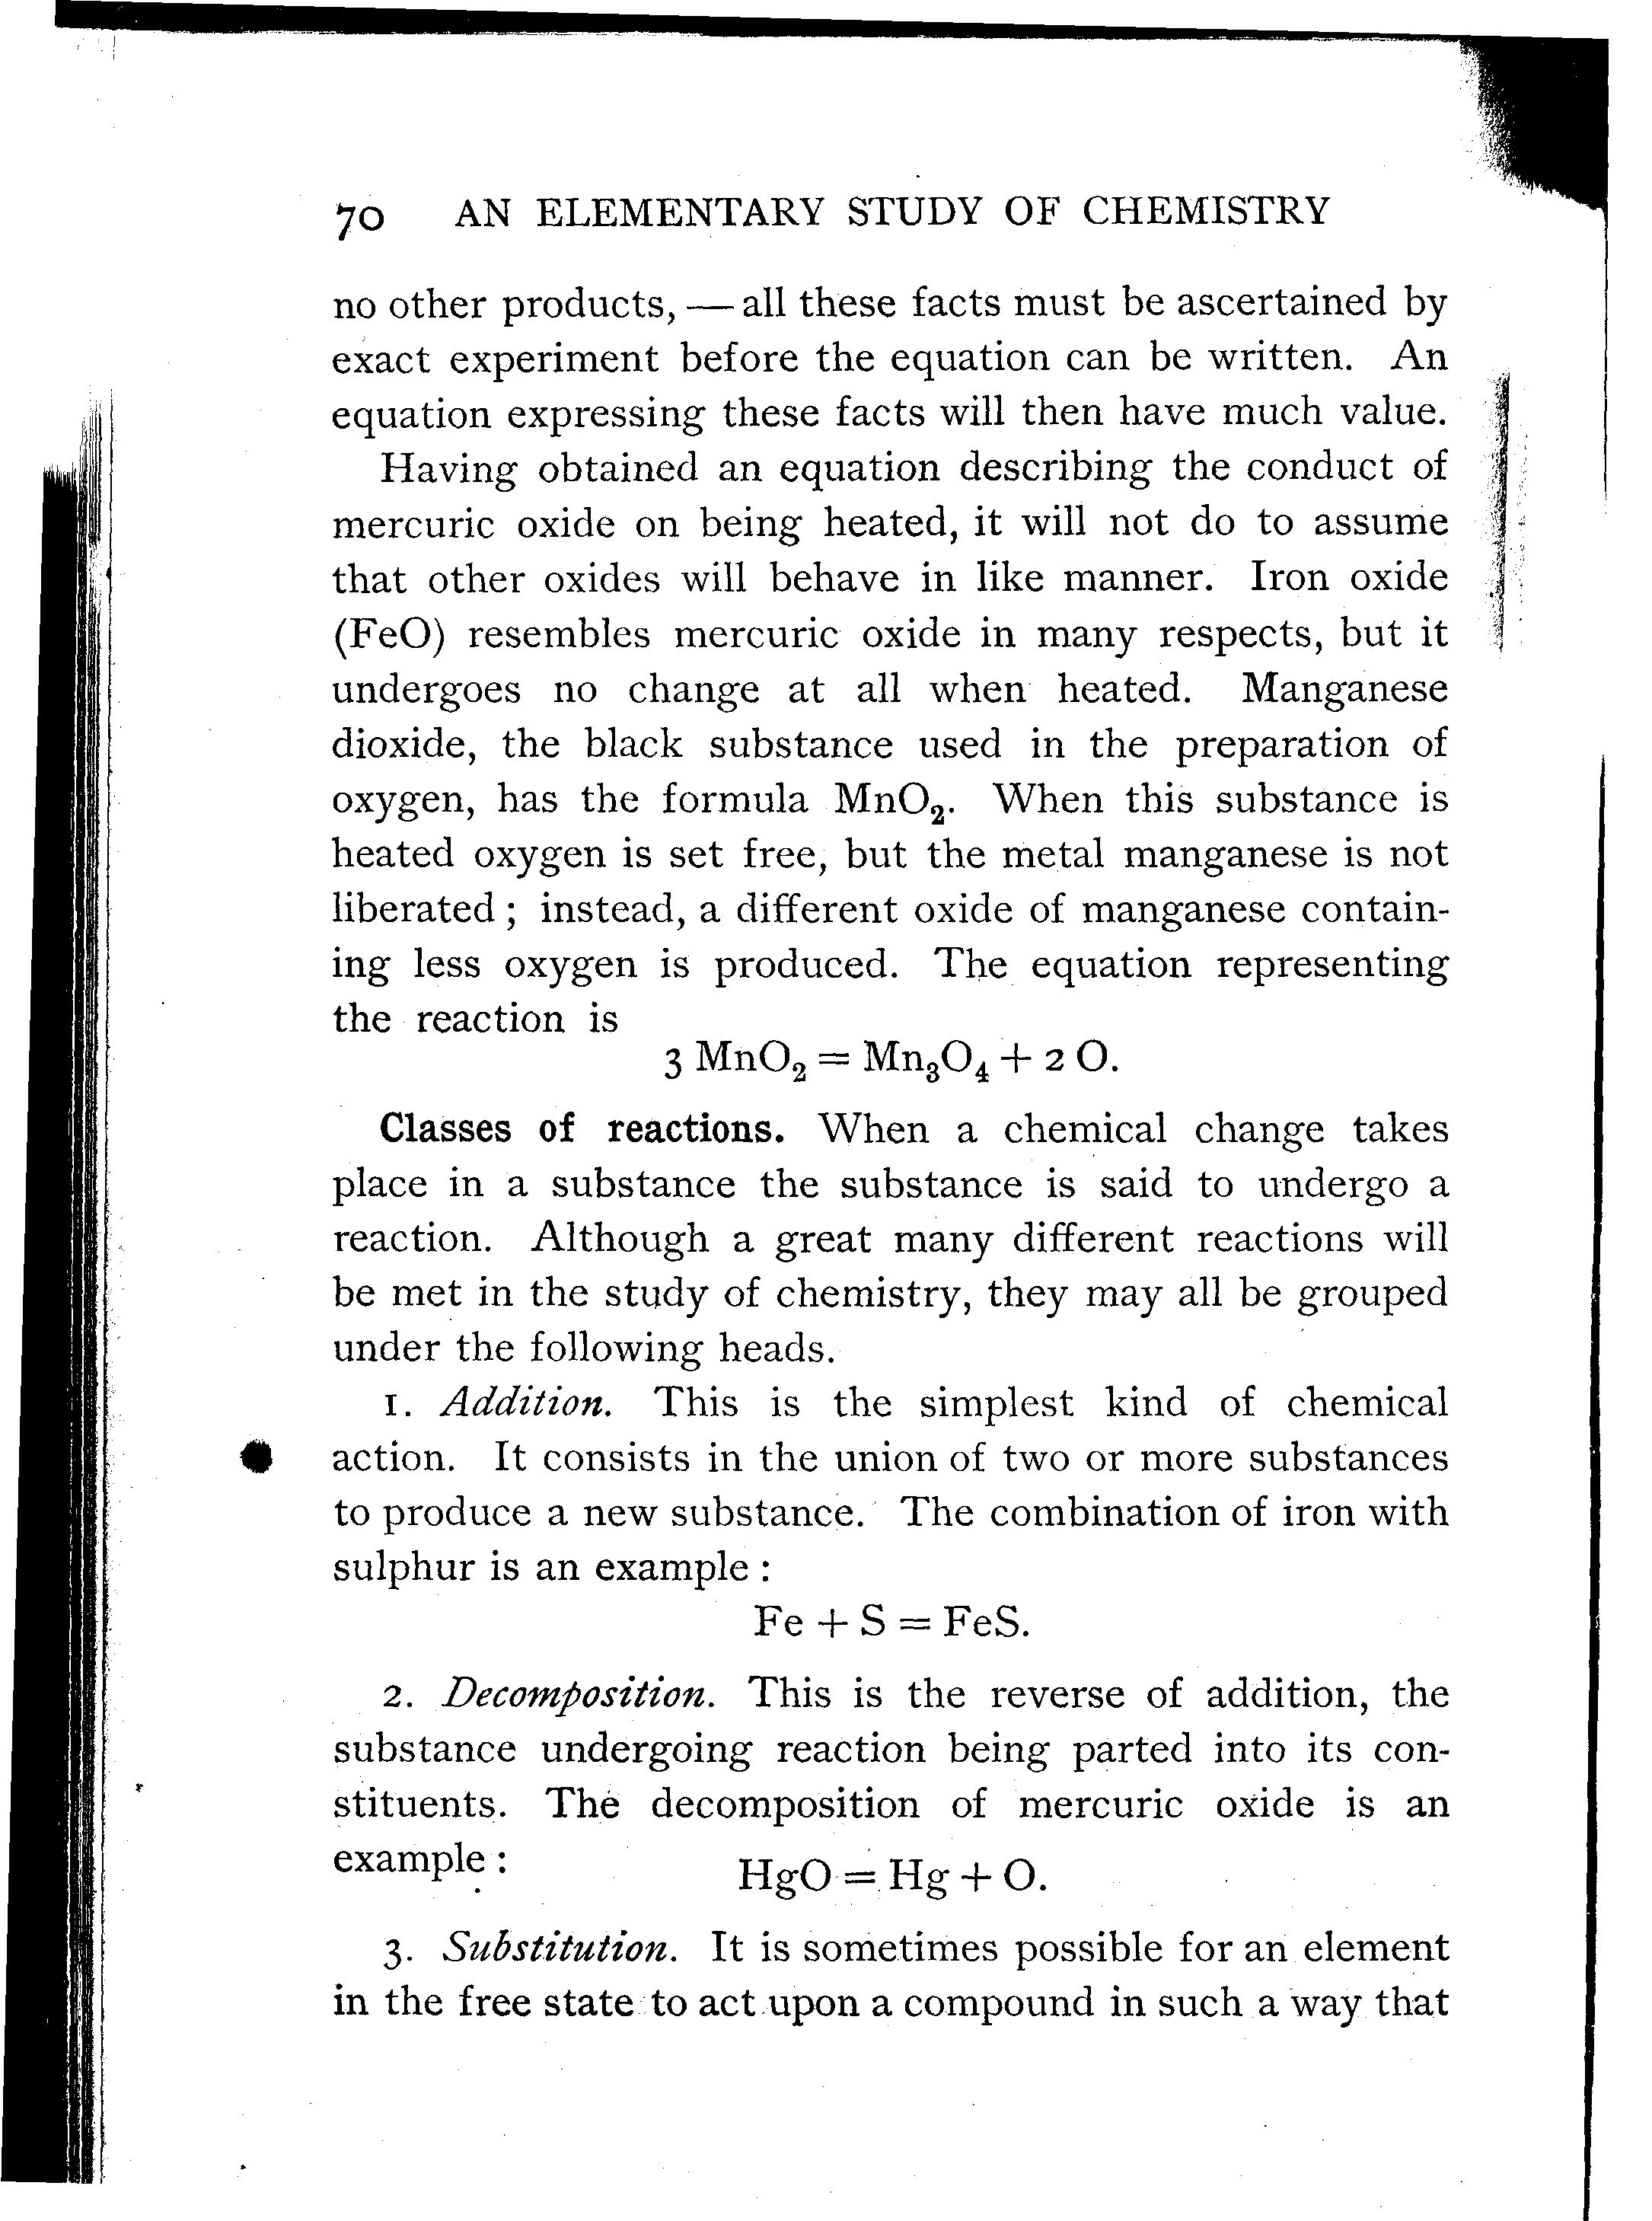 70 AN ELEMENTARY STUDY OF CHEMISTRY
no other products, — all these facts must be ascertained by
exact experiment before the equation can be written. An
equation expressing these facts will then have much value.
Having obtained an equation describing the conduct of
mercuric oxide on being heated, it will not do to assume
that other oxides will behave in like manner. Iron oxide
(FeO) resembles mercuric oxide in many respects, but it
undergoes no change at all when heated. Manganese
dioxide, the black substance used in the preparation of
oxygen, has the formula MnO₂. When this substance is
heated oxygen is set free, but the metal manganese is not
liberated ; instead, a different oxide of manganese contain-
ing less oxygen is produced. The equation representing
the reaction is
3 MnO₂ = Mn₃O₄ + 2 O.
Classes of reactions. When a chemical change takes
place in a substance the substance is said to undergo a
reaction. Although a great many different reactions will
be met in the study of chemistry, they may all be grouped
under the following heads.
1. Addition. This is the simplest kind of chemical
action. It consists in the union of two or more substances
to produce a new substance. The combination of iron with
sulphur is an example :
Fe + S = FeS.
2. Decomposition. This is the reverse of addition, the
substance undergoing reaction being parted into its con-
stituents. The decomposition of mercuric oxide is an
example :
HgO = Hg + O.
3. Substitution. It is sometimes possible for an element
in the free state to act upon a compound in such a way that